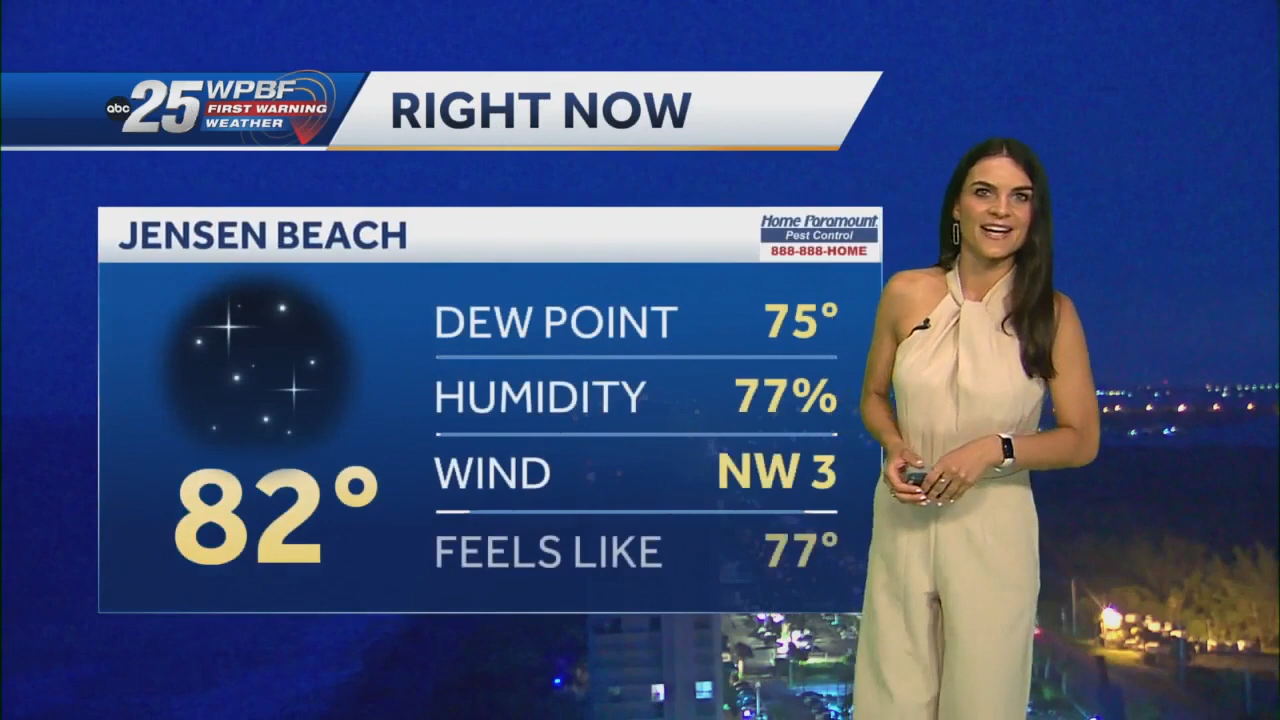 abc 25 WPBF
FIRST WARNING
WEATHER
RIGHT NOW
JENSEN BEACH
Home Paramount
Pest Control
888-888-HOME
DEW POINT 75°
HUMIDITY 77%
WIND NW 3
FEELS LIKE 77°
82°